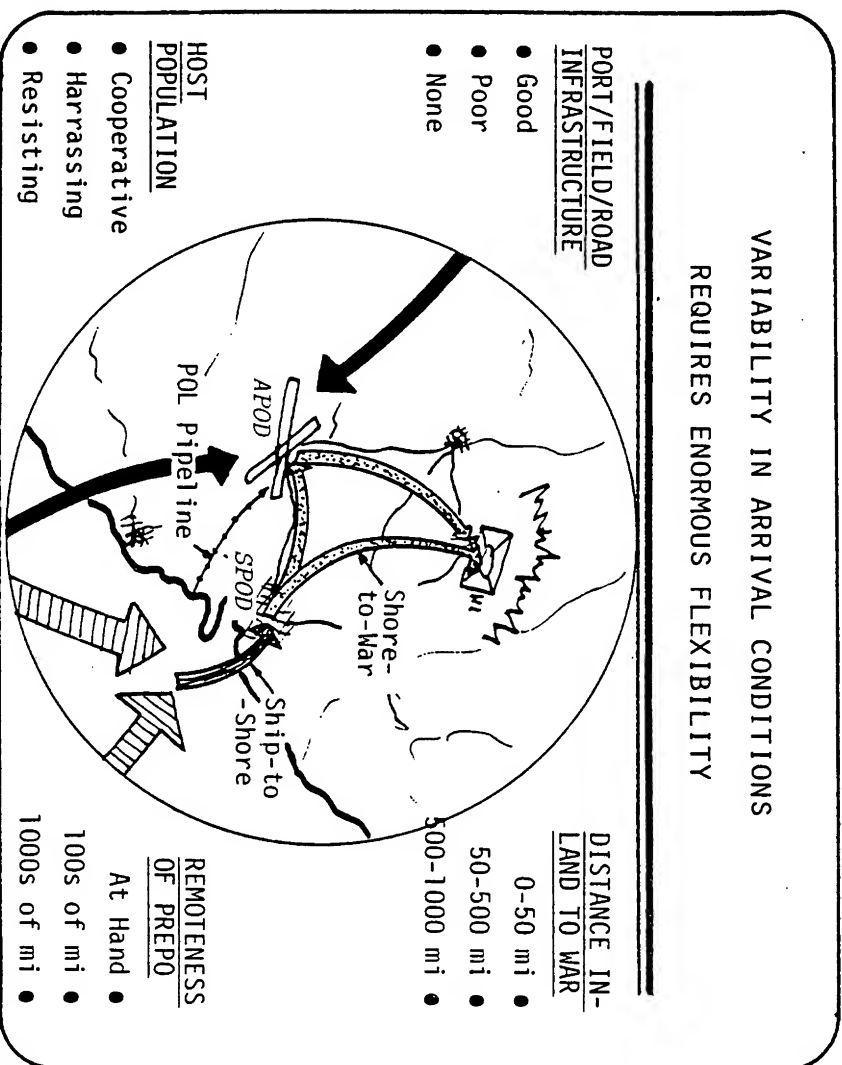 VARIABILITY IN ARRIVAL CONDITIONS
REQUIRES ENORMOUS FLEXIBILITY
PORT/FIELD/ROAD
INFRASTRUCTURE
● Good
● Poor
● None
HOST
POPULATION
● Cooperative
● Harrassing
● Resisting
DISTANCE IN-
LAND TO WAR
0-50 mi ●
50-500 mi ●
500-1000 mi ●
REMOTENESS
OF PREPO
At Hand ●
100s of mi ●
1000s of mi ●
Shore-
to-War
APOD
SPOD
POL Pipeline
Ship-to
-Shore